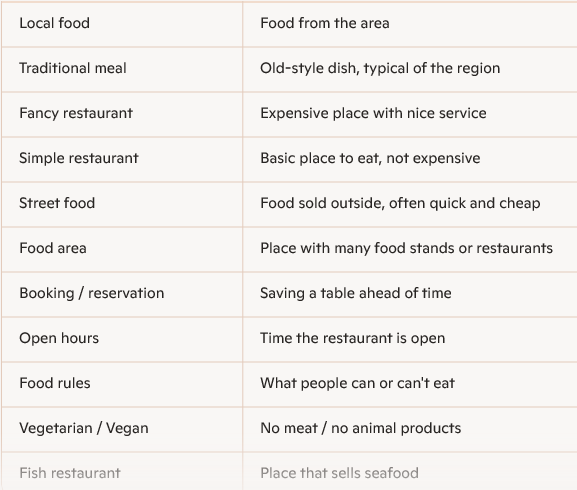 Local food Food from the area
Traditional meal Old-style dish, typical of the region
Fancy restaurant Expensive place with nice service
Simple restaurant Basic place to eat, not expensive
Street food Food sold outside, often quick and cheap
Food area Place with many food stands or restaurants
Booking / reservation Saving a table ahead of time
Open hours Time the restaurant is open
Food rules What people can or can't eat
Vegetarian / Vegan No meat / no animal products
Fish restaurant Place that sells seafood